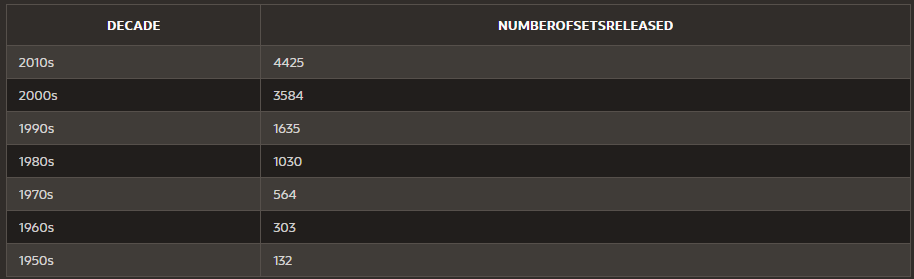 DECADE NUMBEROFSETSRELEASED
2010s 4425
2000s 3584
1990s 1635
1980s 1030
1970s 564
1960s 303
1950s 132